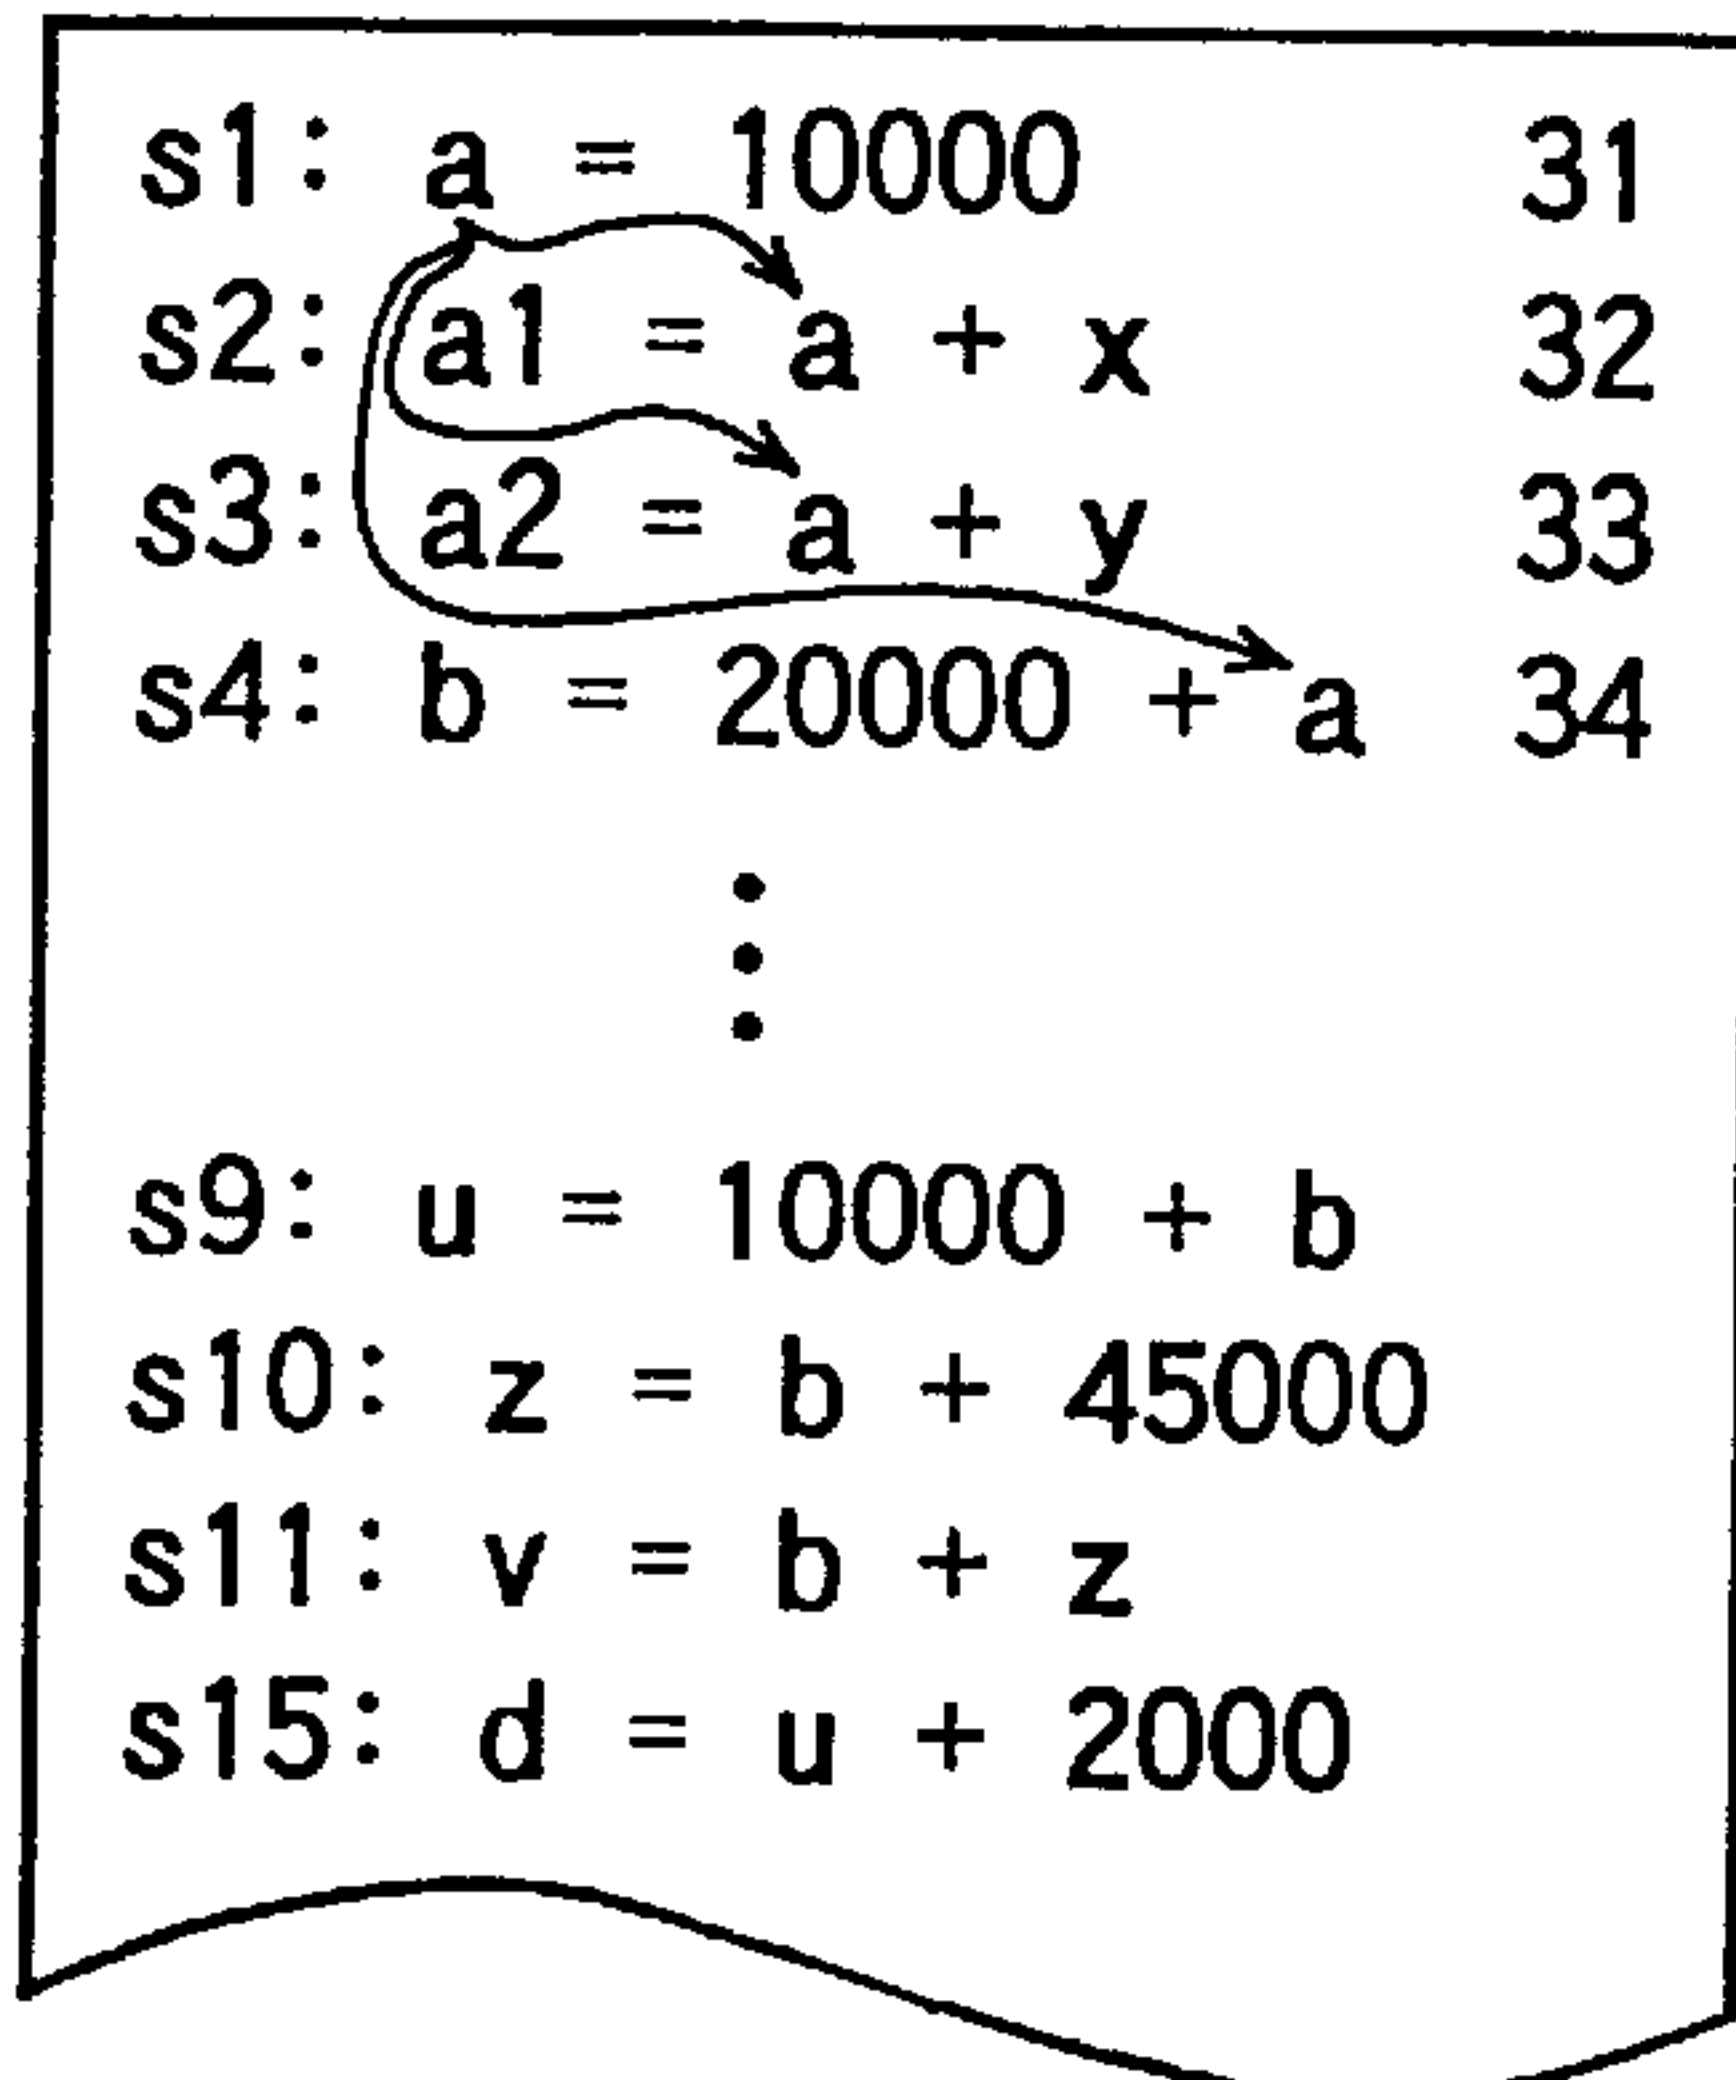 s1: a = 10000 31
s2: a1 = a + x 32
s3: a2 = a + y 33
s4: b = 20000 + a 34
s9: u = 10000 + b
s10: z = b + 45000
s11: v = b + z
s15: d = u + 2000